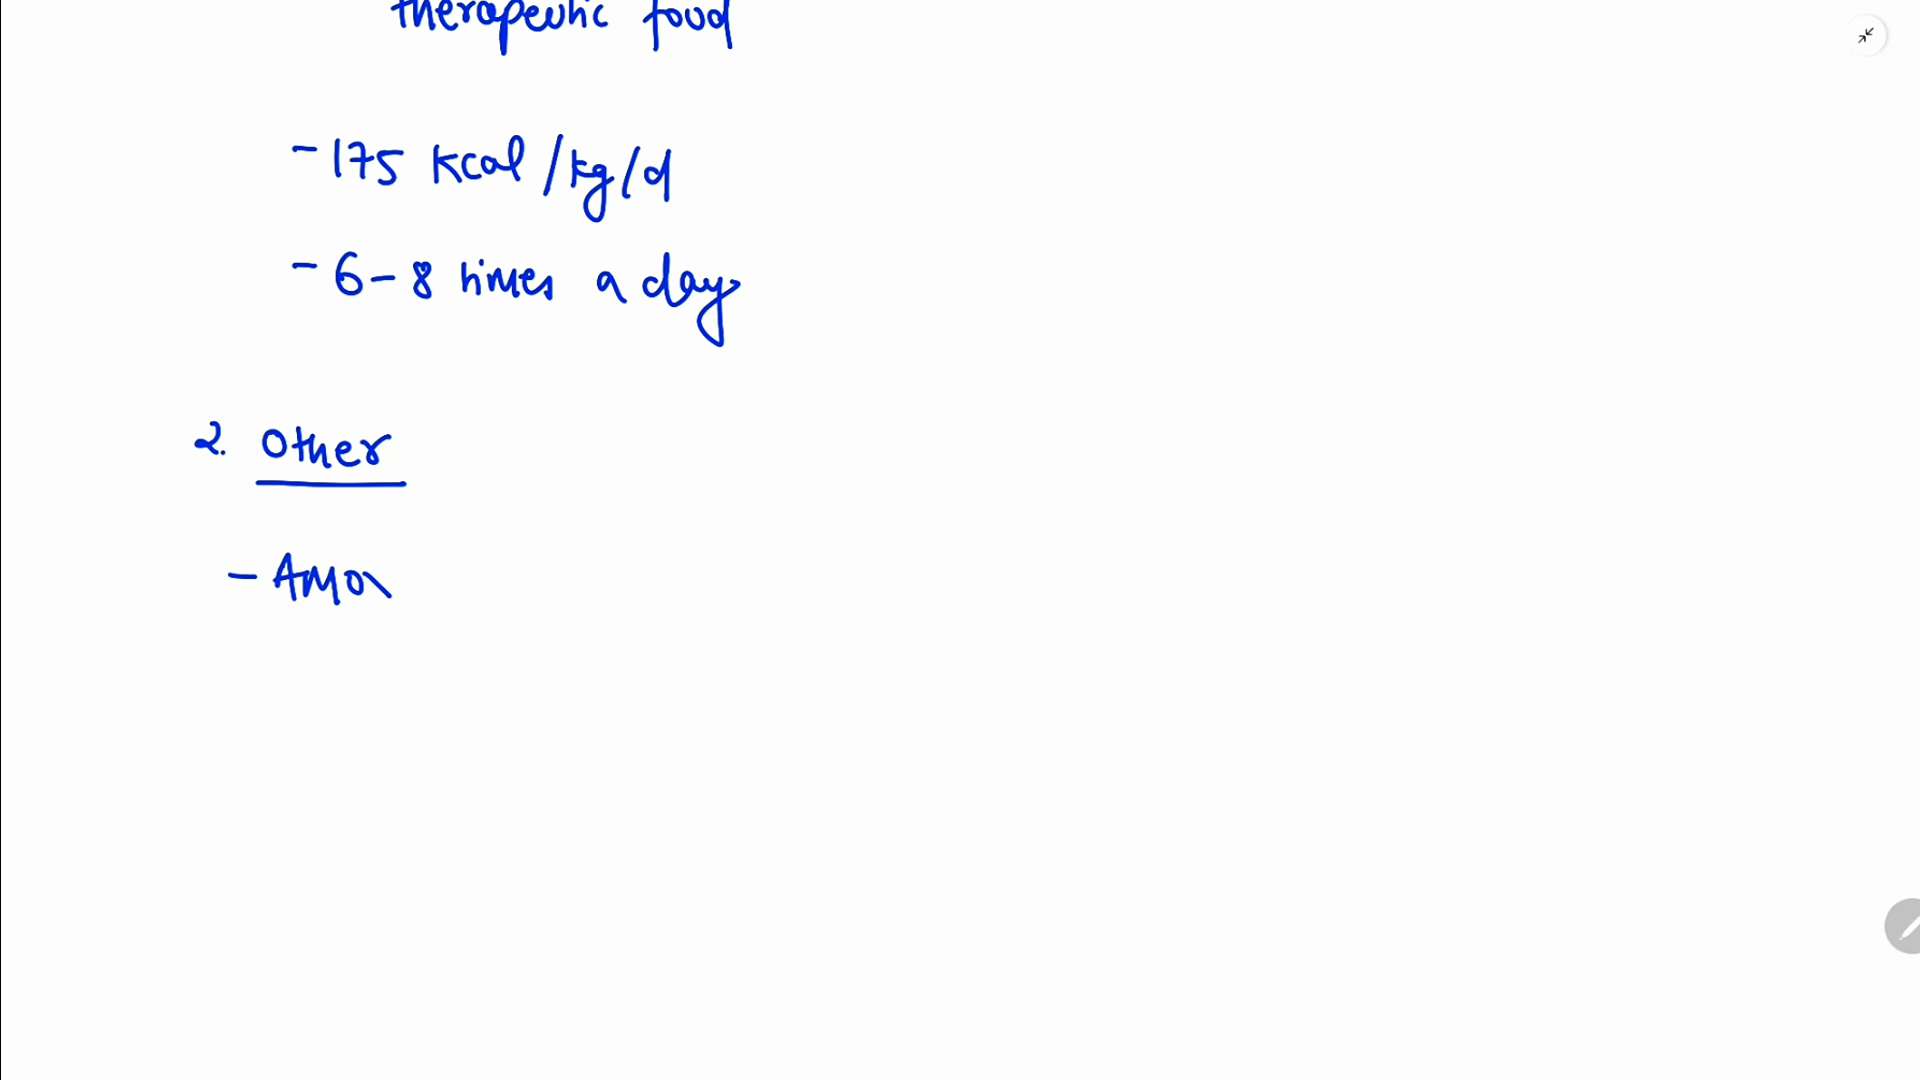 therapeutic food
- 175 kcal/kg/d
- 6-8 times a day
2. Other
- Amox